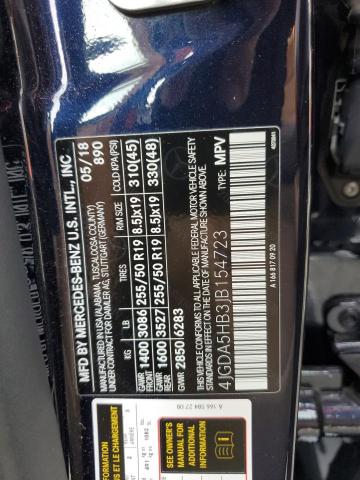 MFD BY MERCEDES-BENZ U.S. INTL., INC
MANUFACTURED IN USA (ALABAMA, TUSCALOOSA COUNTY)
UNDER CONTRACT OF DAIMLER AG, STUTTGART (GERMANY)
05/18
890
KG LB TIRES RIM SIZE COLD KPA (PSI)
GAWR FRONT 1400 3086 255/50 R19 8.5Jx19 310(45)
GAWR REAR 1600 3527 255/50 R19 8.5Jx19 330(48)
GVWR 2850 6283
THIS VEHICLE CONFORMS TO ALL APPLICABLE FEDERAL MOTOR VEHICLE SAFETY
STANDARDS IN EFFECT ON THE DATE OF MANUFACTURE SHOWN ABOVE.
4JGDA5HB3JB154723
TYPE: MPV
A 166 817 09 20
SEE OWNER'S
MANUAL FOR
ADDITIONAL
INFORMATION